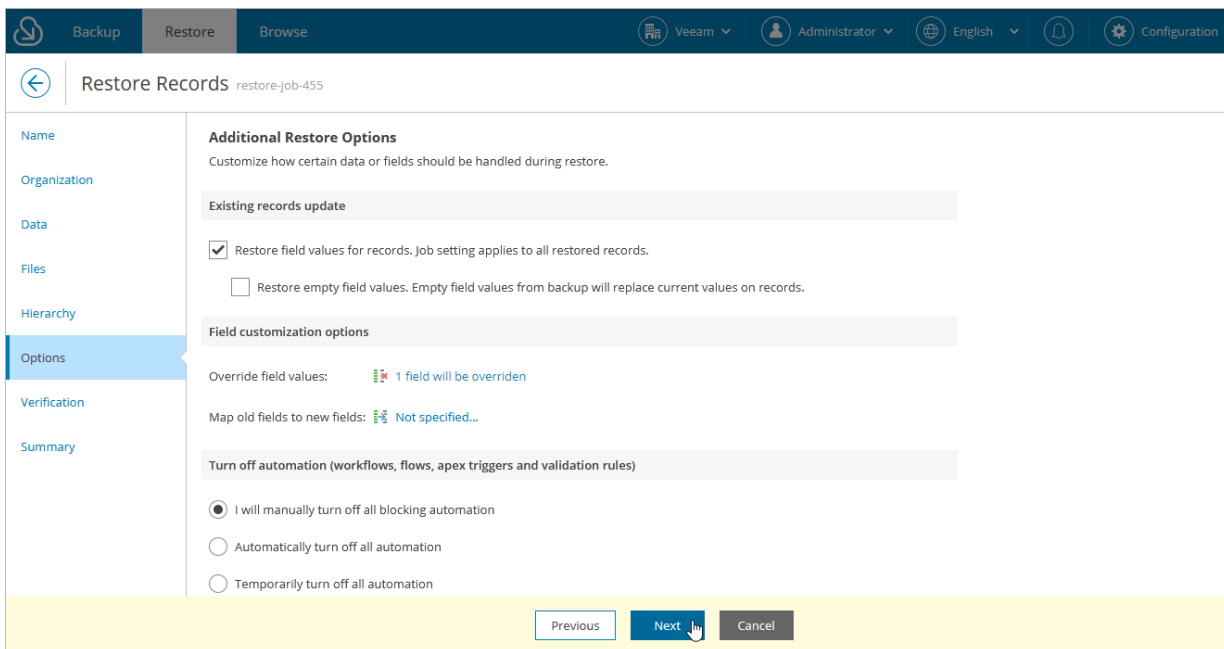 Backup Restore Browse Veeam Administrator English Configuration
Restore Records restore-job-455
Name
Organization
Data
Files
Hierarchy
Options
Verification
Summary
Additional Restore Options
Customize how certain data or fields should be handled during restore.
Existing records update
Restore field values for records. Job setting applies to all restored records.
Restore empty field values. Empty field values from backup will replace current values on records.
Field customization options
Override field values: 1 field will be overriden
Map old fields to new fields: Not specified...
Turn off automation (workflows, flows, apex triggers and validation rules)
I will manually turn off all blocking automation
Automatically turn off all automation
Temporarily turn off all automation
Previous Next Cancel